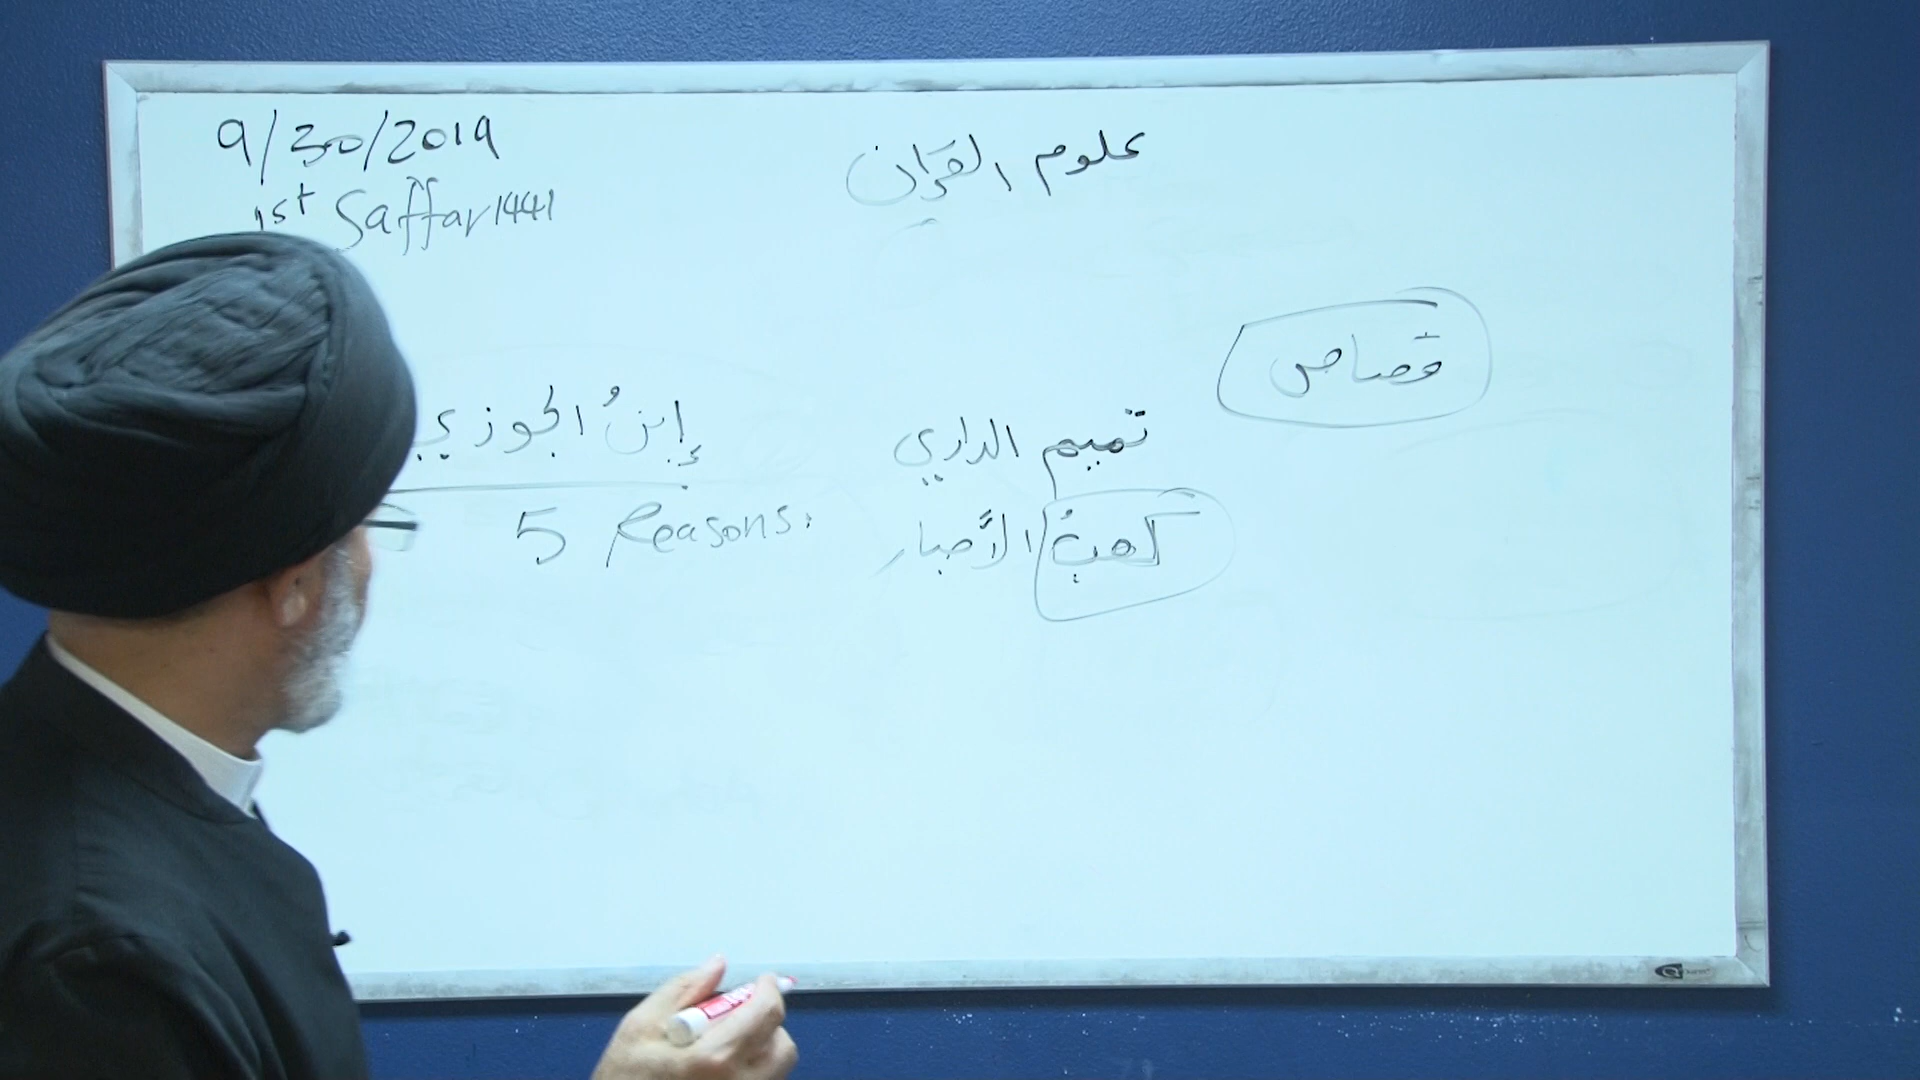 9/30/2019
1st Saffar 1441
علوم القرآن
قصاص
تميم الداري
كعبُ الأحبار
إبنُ الجوزي
5 Reasons: